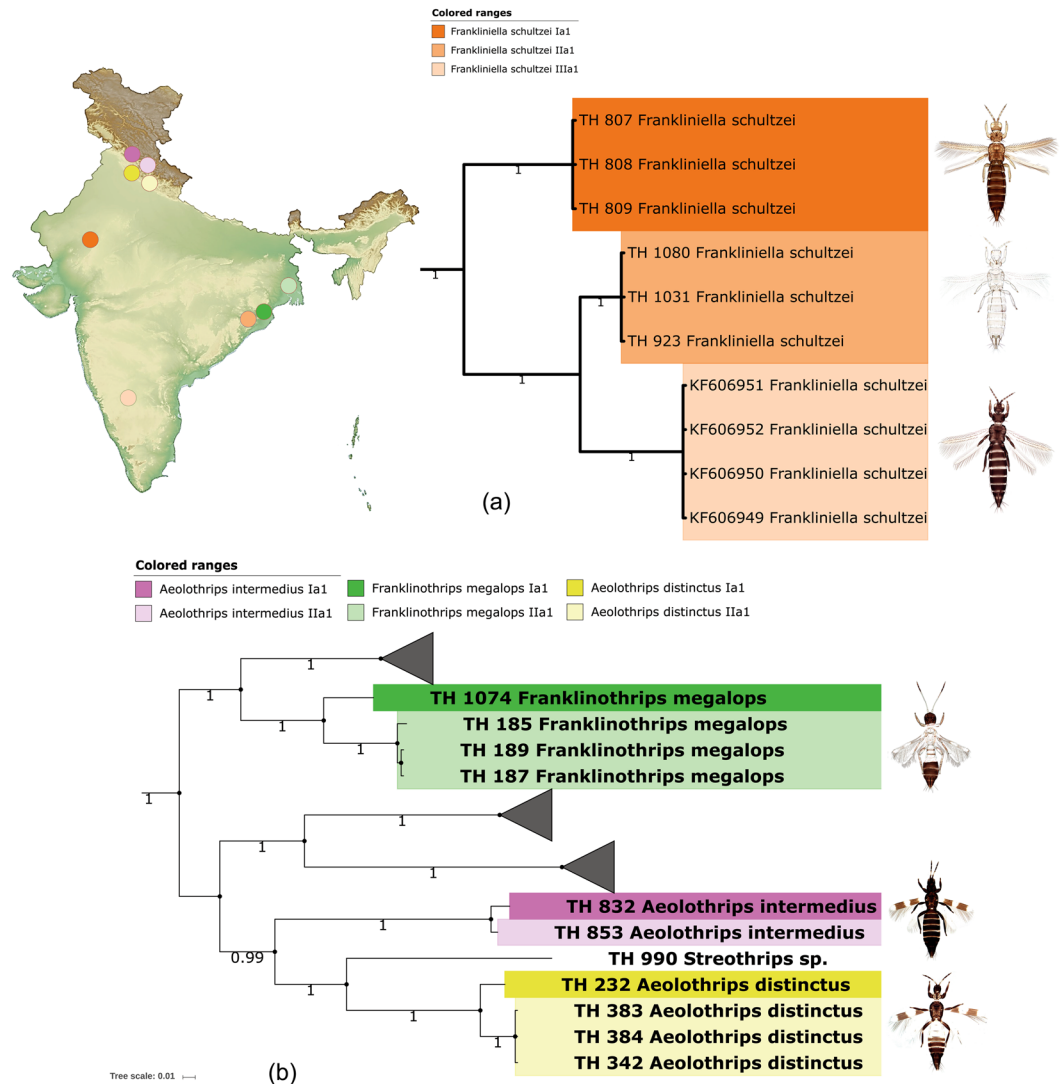 Colored ranges
Frankliniella schultzei Ia1
Frankliniella schultzei IIa1
Frankliniella schultzei IIIa1
TH 807 Frankliniella schultzei
1
TH 808 Frankliniella schultzei
TH 809 Frankliniella schultzei
TH 1080 Frankliniella schultzei
1
1
TH 1031 Frankliniella schultzei
TH 923 Frankliniella schultzei
1
KF606951 Frankliniella schultzei
KF606952 Frankliniella schultzei
1
KF606950 Frankliniella schultzei
KF606949 Frankliniella schultzei
(a)
Colored ranges
Aeolothrips intermedius Ia1 Franklinothrips megalops Ia1 Aeolothrips distinctus Ia1
Aeolothrips intermedius IIa1 Franklinothrips megalops IIa1 Aeolothrips distinctus IIa1
1
1
TH 1074 Franklinothrips megalops
TH 185 Franklinothrips megalops
1
TH 189 Franklinothrips megalops
TH 187 Franklinothrips megalops
1
1
1
1
TH 832 Aeolothrips intermedius
1
TH 853 Aeolothrips intermedius
0.99
TH 990 Streothrips sp.
1
TH 232 Aeolothrips distinctus
TH 383 Aeolothrips distinctus
1
TH 384 Aeolothrips distinctus
1
TH 342 Aeolothrips distinctus
Tree scale: 0.01
(b)